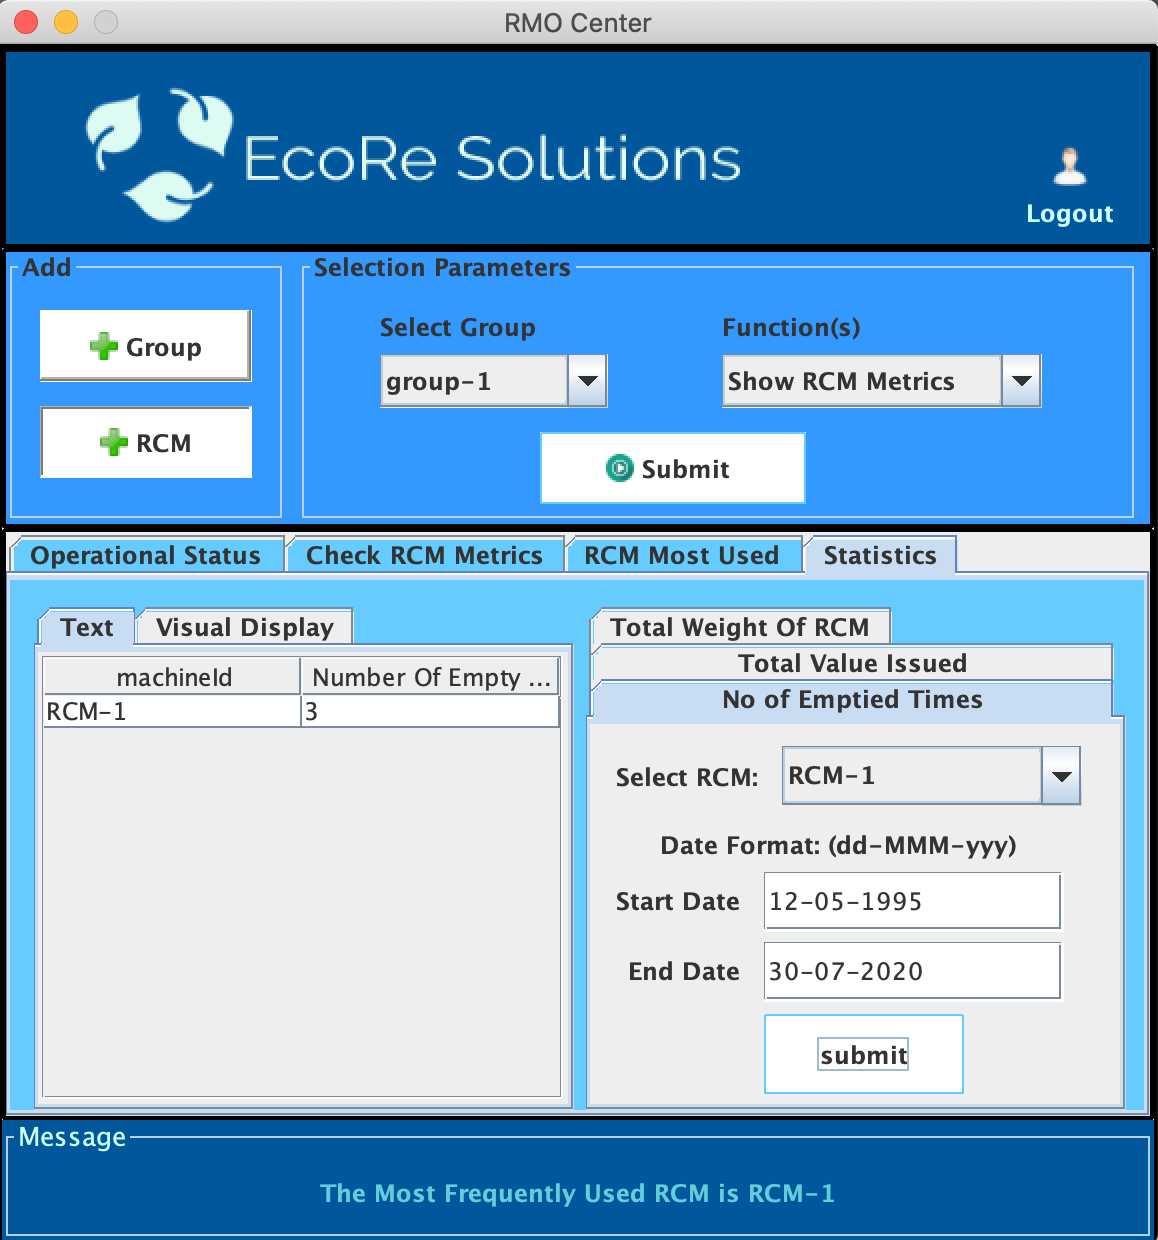 RMO Center
EcoRe Solutions
Logout
Add
Group
RCM
Selection Parameters
Select Group
Function(s)
group-1
Show RCM Metrics
Submit
Operational Status
Check RCM Metrics
RCM Most Used
Statistics
Text
Visual Display
machineId
Number Of Empty ...
RCM-1
3
Total Weight Of RCM
Total Value Issued
No of Emptied Times
Select RCM:
RCM-1
Date Format: (dd-MMM-yyy)
Start Date
12-05-1995
End Date
30-07-2020
submit
Message
The Most Frequently Used RCM is RCM-1